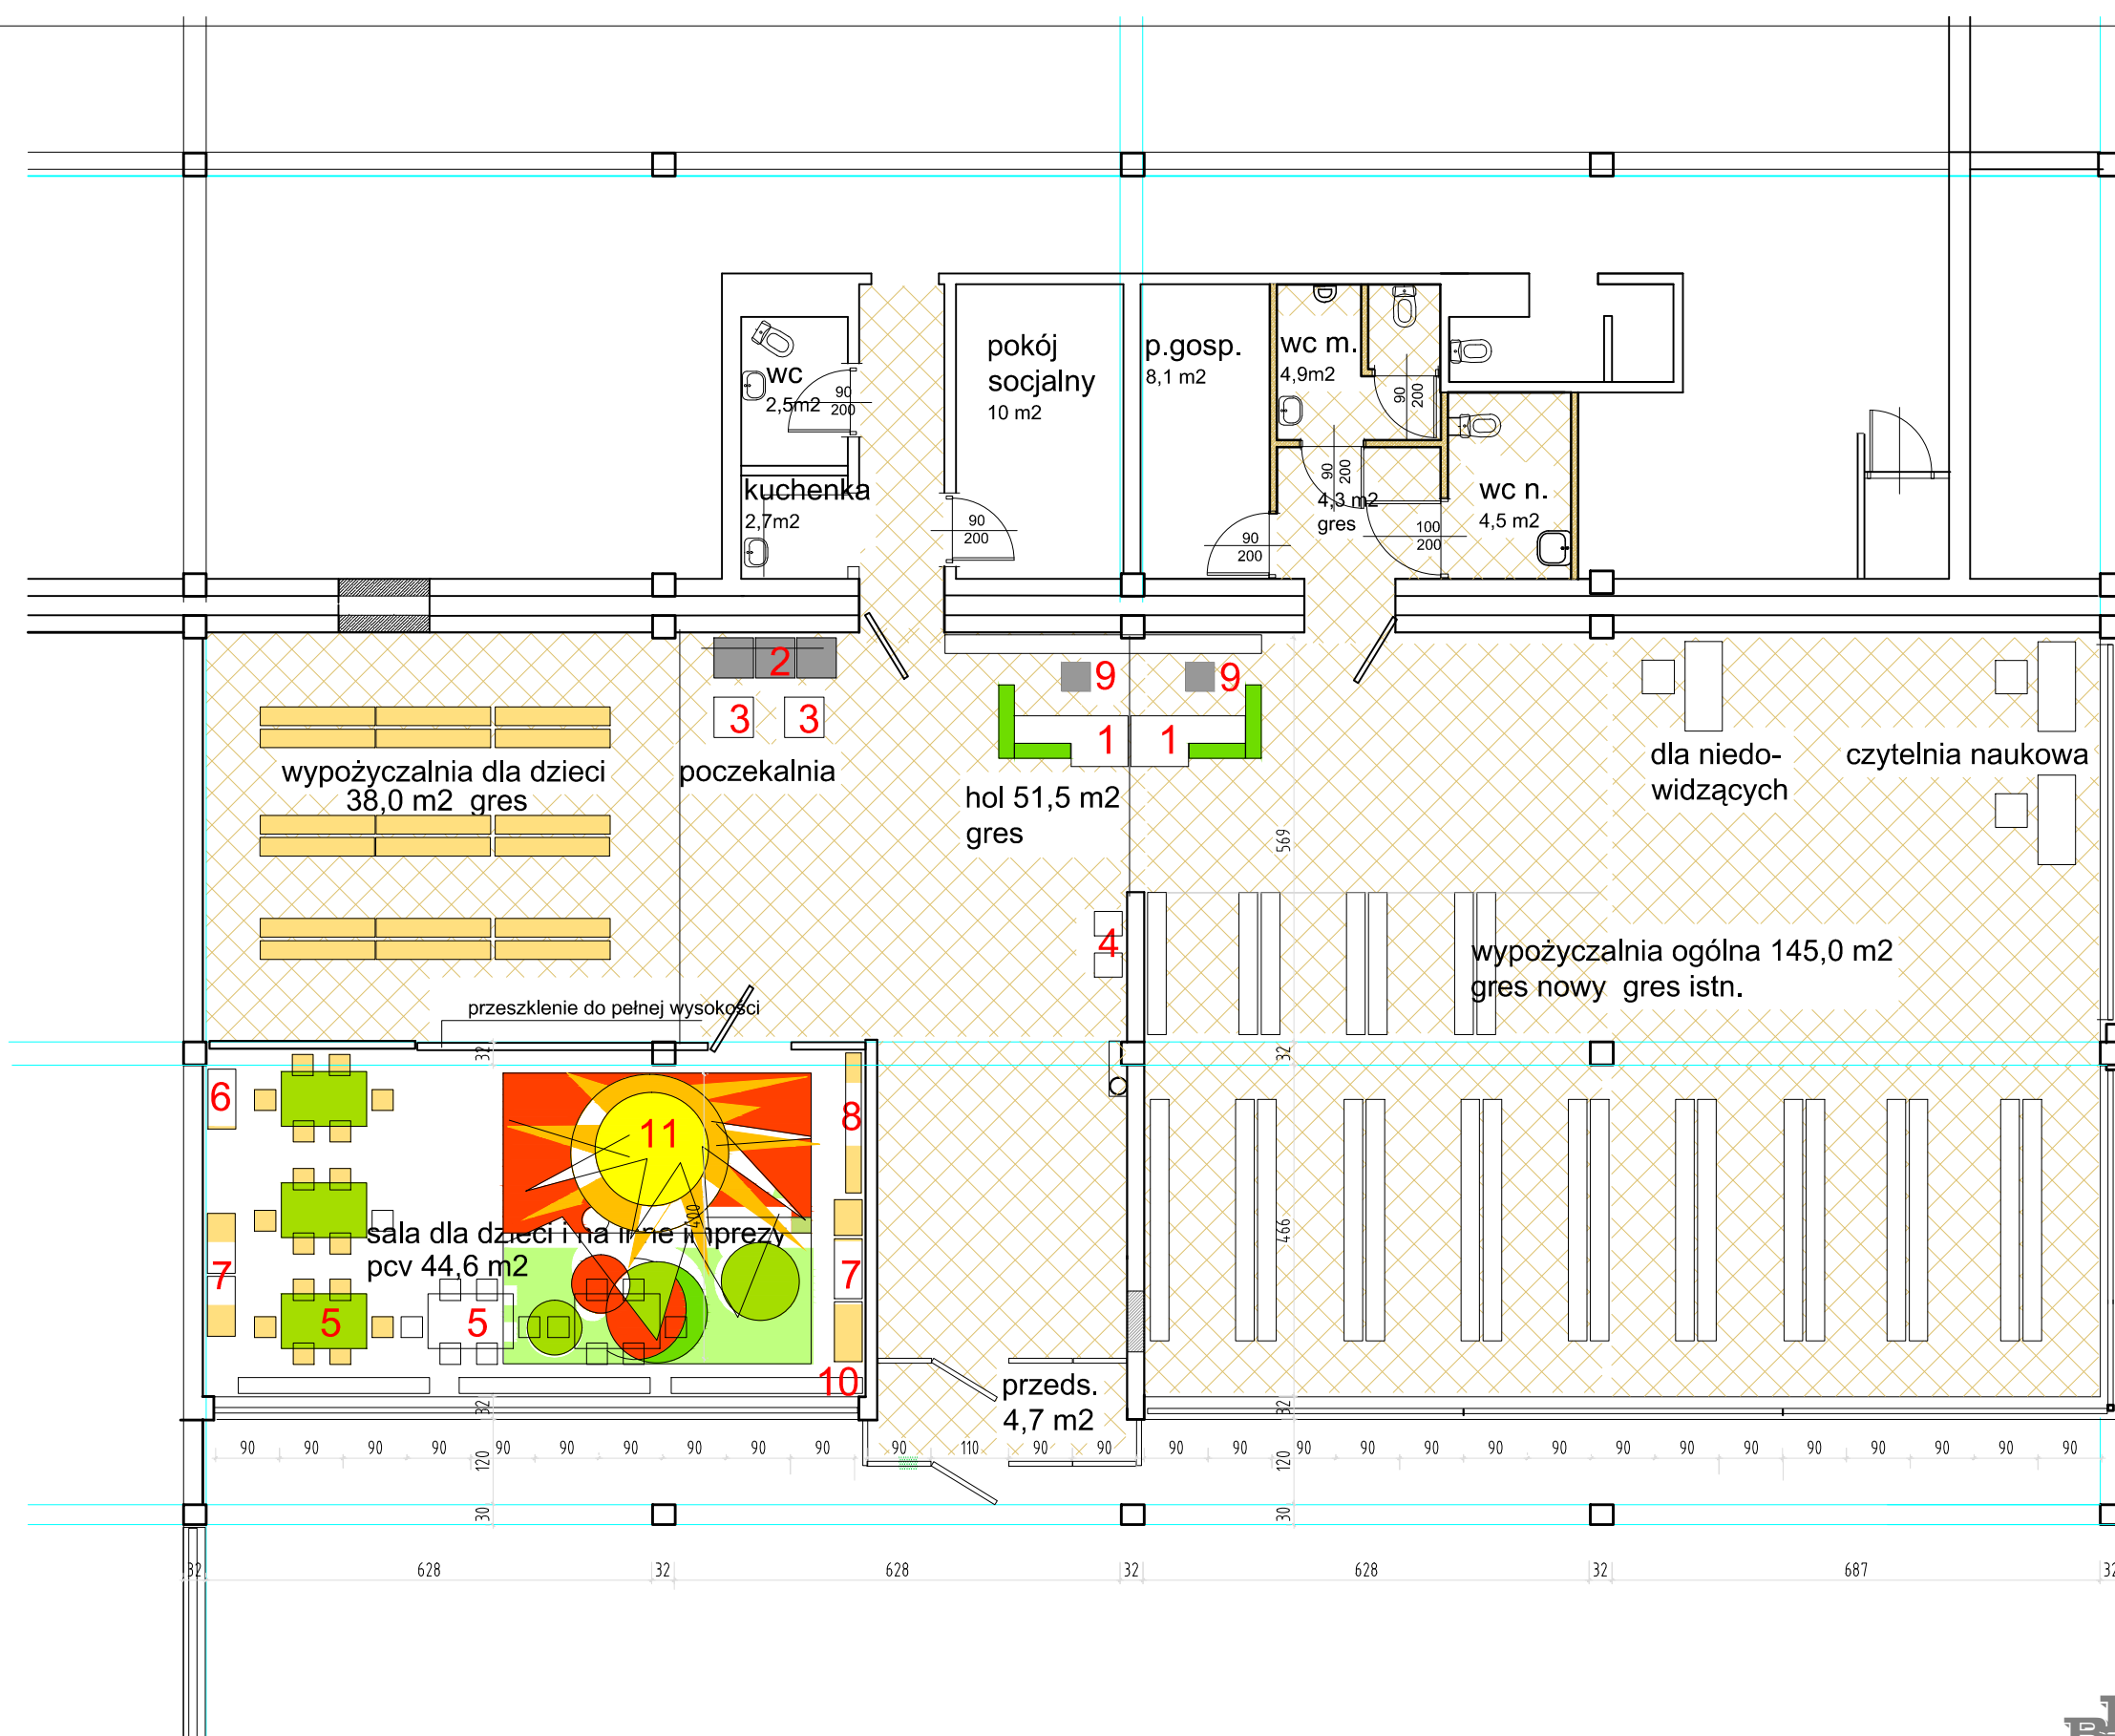 pokój
socjalny
10 m2
p.gosp.
8,1 m2
wc m.
4,9m2
wc
2,5m2
90
200
90
200
kuchenka
2,7m2
90
200
90
200
90
200
4,3 m2
gres
100
200
wc n.
4,5 m2
2
3
3
9
9
1
1
wypożyczalnia dla dzieci
38,0 m2 gres
poczekalnia
hol 51,5 m2
gres
dla niedo-
widzących
czytelnia naukowa
569
4
wypożyczalnia ogólna 145,0 m2
gres nowy gres istn.
przeszklenie do pełnej wysokości
32
32
6
11
8
400
466
sala dla dzieci i na inne imprezy
pcv 44,6 m2
7
7
5
5
10
przeds.
4,7 m2
32
32
90 90 90 90 90 90 90 90 90 90 90 110 90 90 90 90 90 90 90 90 90 90 90 90 90 90 90 90 90
120
120
30
30
32 628 32 628 32 628 32 687 32